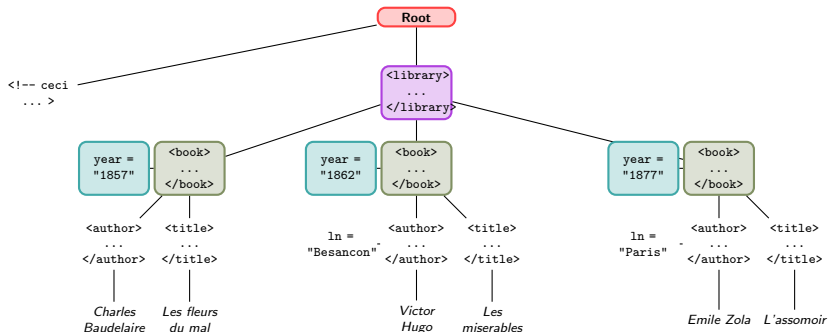 Root
<!-- ceci
... >
<library>
...
</library>
year =
"1857"
<book>
...
</book>
year =
"1862"
<book>
...
</book>
year =
"1877"
<book>
...
</book>
<author>
...
</author>
<title>
...
</title>
ln =
"Besancon"
<author>
...
</author>
<title>
...
</title>
ln =
"Paris"
<author>
...
</author>
<title>
...
</title>
Charles
Baudelaire
Les fleurs
du mal
Victor
Hugo
Les
miserables
Emile Zola
L'assomoir